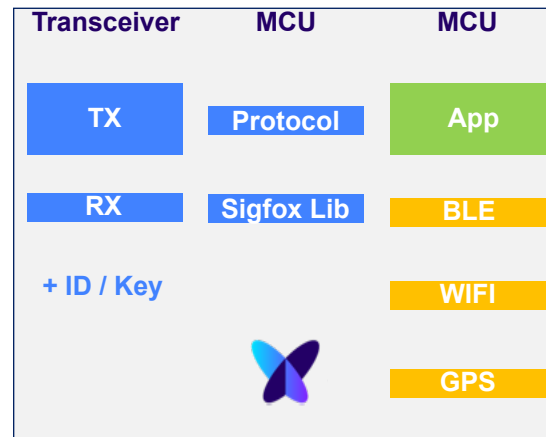 Transceiver MCU MCU
TX Protocol App
RX Sigfox Lib BLE
+ ID / Key WIFI
GPS